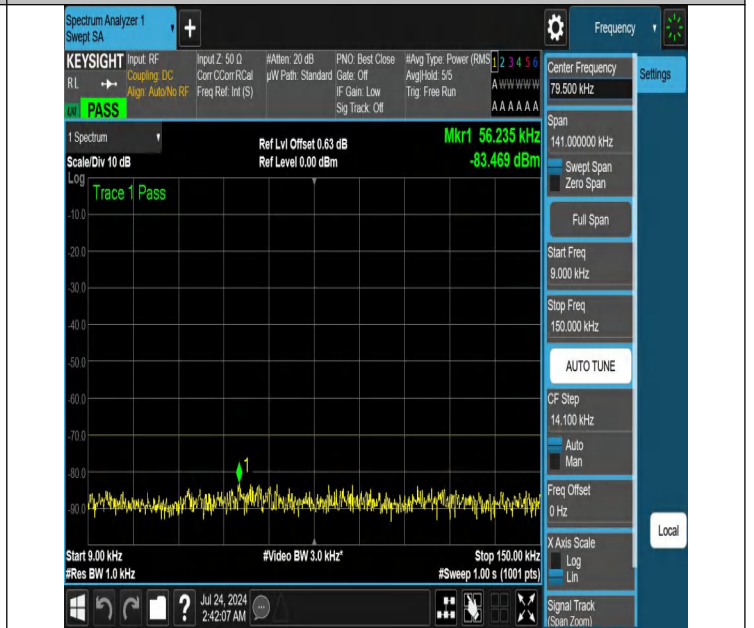 Spectrum Analyzer 1
Swept SA
+
Frequency
KEYSIGHT
RL
PASS
Input: RF
Coupling: DC
Align: Auto/No RF
Input Z: 50 Ω
Corr CCorr RCal
Freq Ref: Int (S)
#Atten: 20 dB
µW Path: Standard
PNO: Best Close
Gate: Off
IF Gain: Low
Sig Track: Off
#Avg Type: Power (RMS
Avg|Hold: 5/5
Trig: Free Run
1 2 3 4 5 6
A W W W W W
A A A A A A
1 Spectrum
Scale/Div 10 dB
Ref Lvl Offset 0.63 dB
Ref Level 0.00 dBm
Mkr1 56.235 kHz
-83.469 dBm
Log
Trace 1 Pass
-10.0
-20.0
-30.0
-40.0
-50.0
-60.0
-70.0
-80.0
-90.0
1
Start 9.00 kHz
#Res BW 1.0 kHz
#Video BW 3.0 kHz*
Stop 150.00 kHz
#Sweep 1.00 s (1001 pts)
Center Frequency
79.500 kHz
Settings
Span
141.000000 kHz
Swept Span
Zero Span
Full Span
Start Freq
9.000 kHz
Stop Freq
150.000 kHz
AUTO TUNE
CF Step
14.100 kHz
Auto
Man
Freq Offset
0 Hz
X Axis Scale
Log
Lin
Local
Signal Track
(Span Zoom)
?
Jul 24, 2024
2:42:07 AM